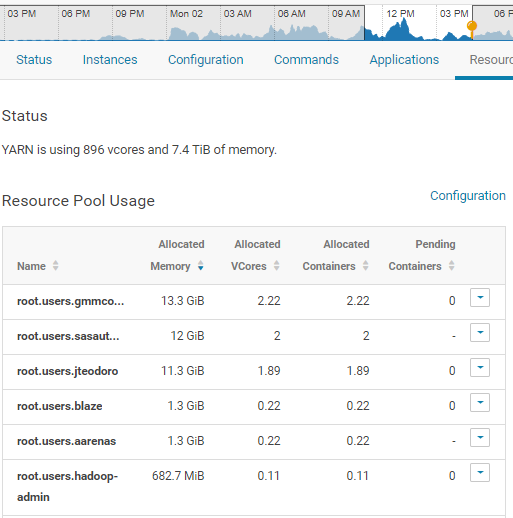 03 PM 06 PM 09 PM Mon 02 03 AM 06 AM 09 AM 12 PM 03 PM 06 P
Status Instances Configuration Commands Applications Resourc
Status
YARN is using 896 vcores and 7.4 TiB of memory.
Resource Pool Usage Configuration
Allocated Allocated Allocated Pending
Name Memory VCores Containers Containers
root.users.gmmco... 13.3 GiB 2.22 2.22 0
root.users.sasaut... 12 GiB 2 2 -
root.users.jteodoro 11.3 GiB 1.89 1.89 0
root.users.blaze 1.3 GiB 0.22 0.22 0
root.users.aarenas 1.3 GiB 0.22 0.22 -
root.users.hadoop- 682.7 MiB 0.11 0.11 0
admin